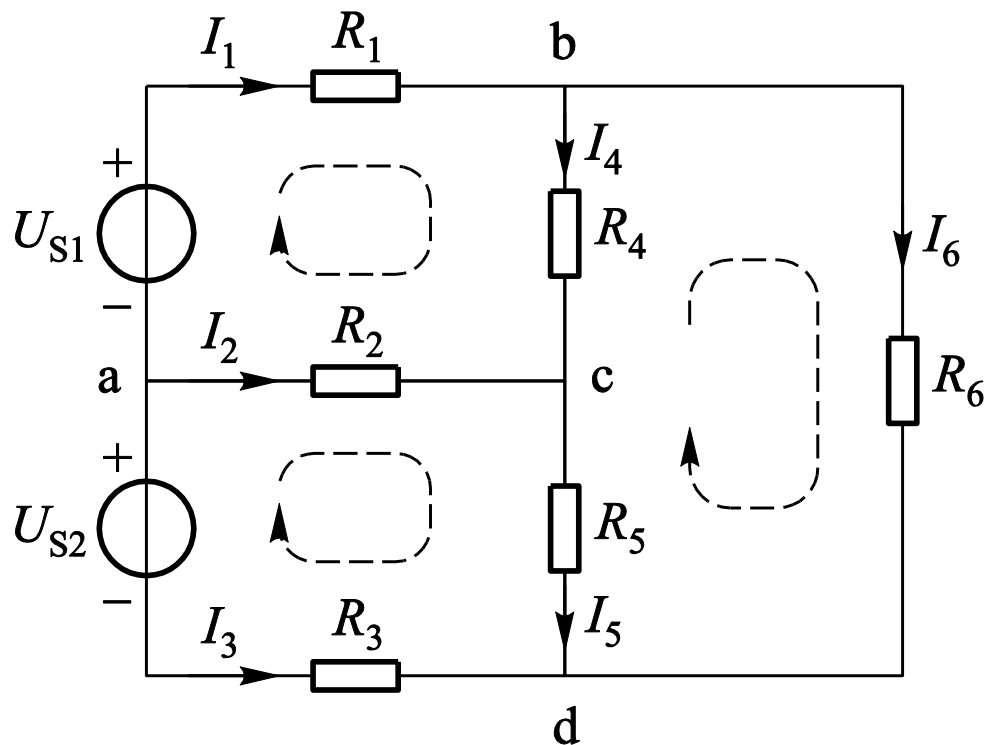 I1 R1 b
+ I4
US1 R4 I6
−
I2 R2
a c R6
+
US2 R5
−
I3 R3 I5
d